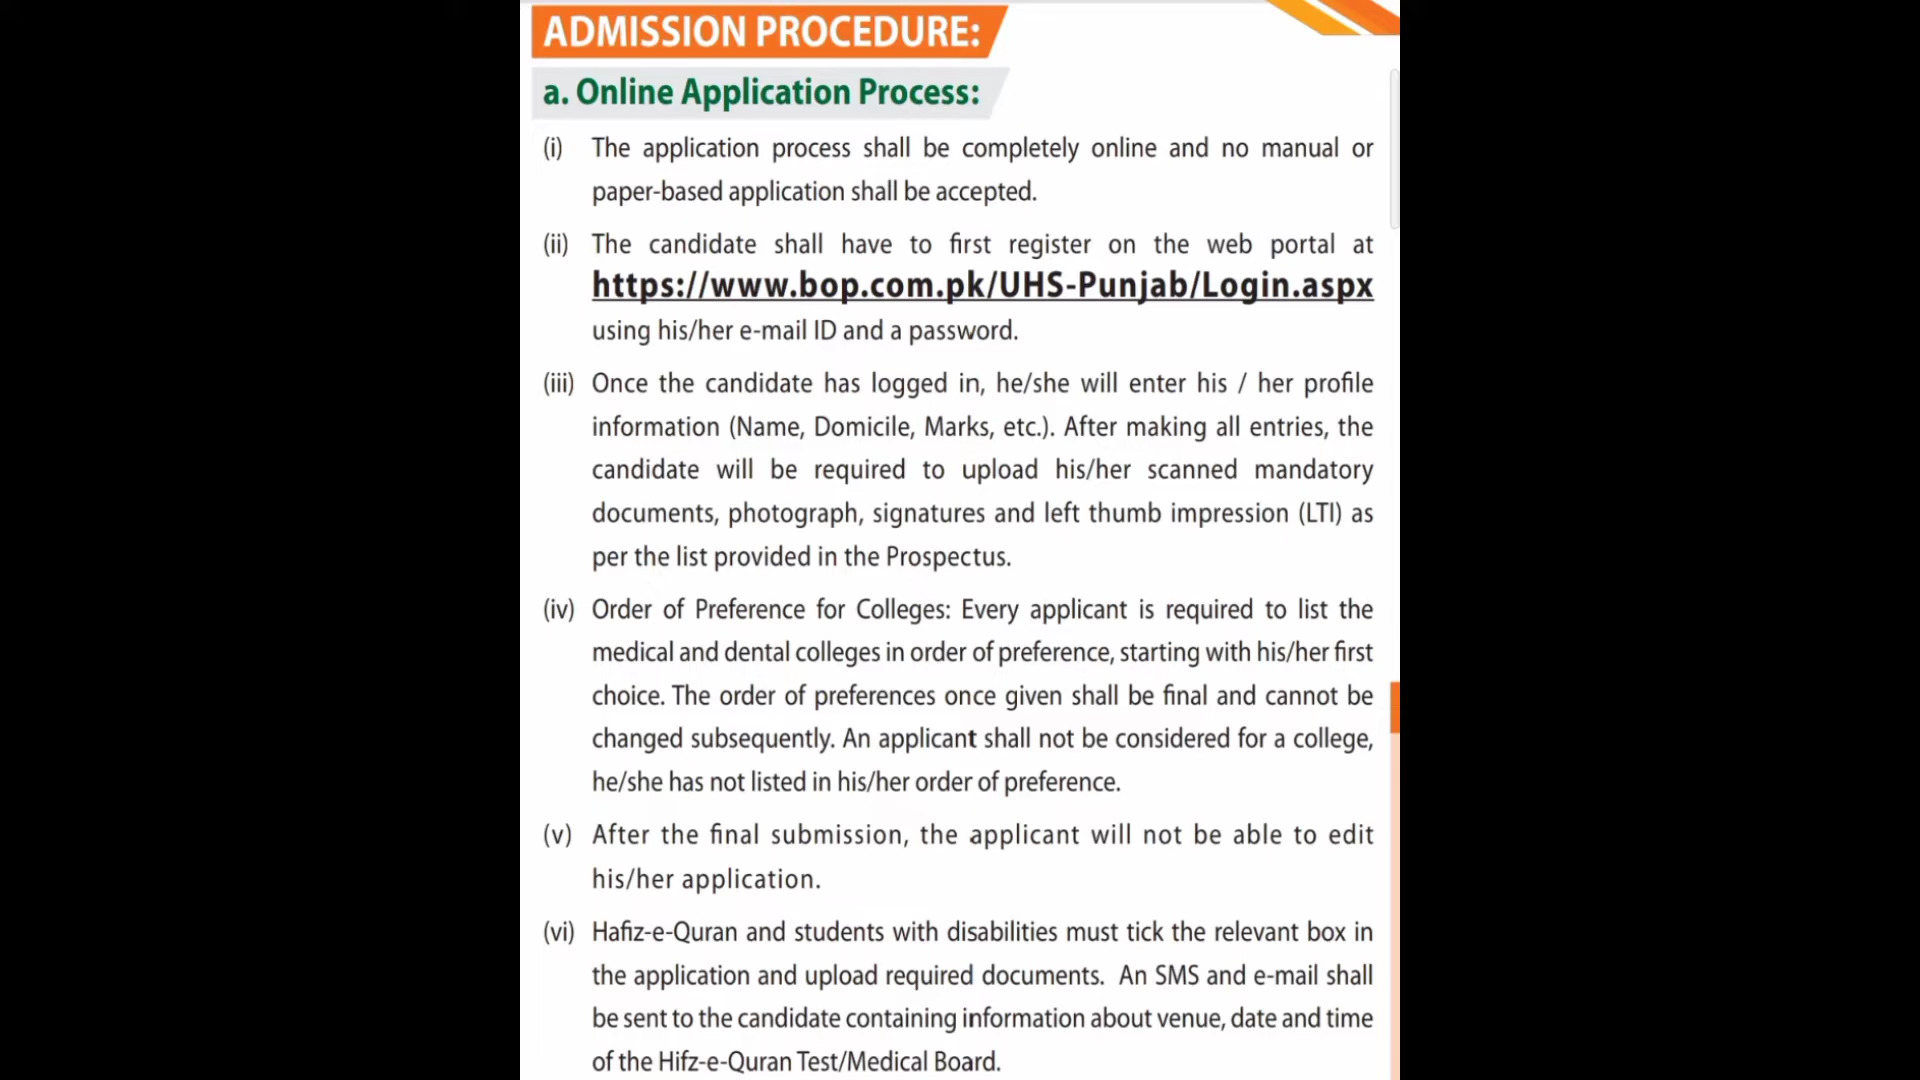 ADMISSION PROCEDURE:
a. Online Application Process:
(i) The application process shall be completely online and no manual or
paper-based application shall be accepted.
(ii) The candidate shall have to first register on the web portal at
https://www.bop.com.pk/UHS-Punjab/Login.aspx
using his/her e-mail ID and a password.
(iii) Once the candidate has logged in, he/she will enter his / her profile
information (Name, Domicile, Marks, etc.). After making all entries, the
candidate will be required to upload his/her scanned mandatory
documents, photograph, signatures and left thumb impression (LTI) as
per the list provided in the Prospectus.
(iv) Order of Preference for Colleges: Every applicant is required to list the
medical and dental colleges in order of preference, starting with his/her first
choice. The order of preferences once given shall be final and cannot be
changed subsequently. An applicant shall not be considered for a college,
he/she has not listed in his/her order of preference.
(v) After the final submission, the applicant will not be able to edit
his/her application.
(vi) Hafiz-e-Quran and students with disabilities must tick the relevant box in
the application and upload required documents. An SMS and e-mail shall
be sent to the candidate containing information about venue, date and time
of the Hifz-e-Quran Test/Medical Board.